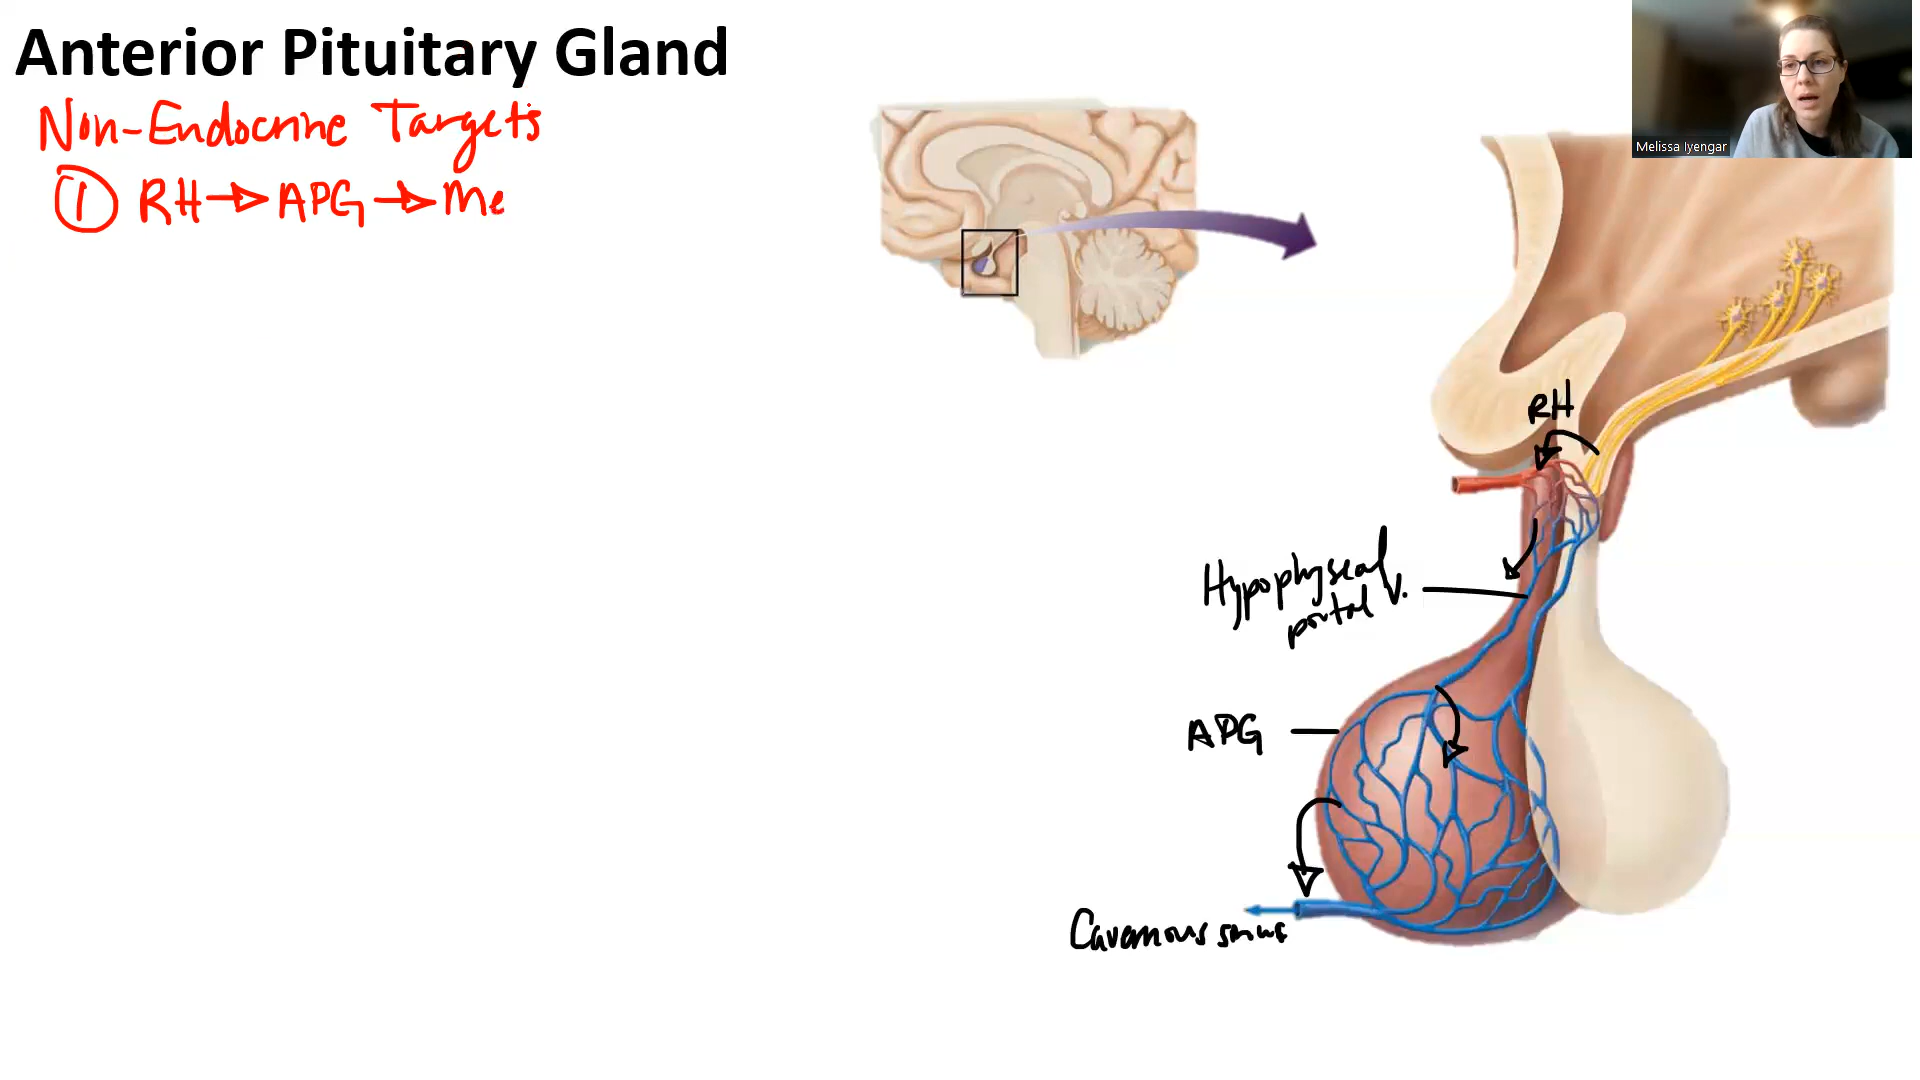 Anterior Pituitary Gland
Non-Endocrine Targets
① RH→APG→Me
Melissa Iyengar
RH
Hypophyseal
portal v.
APG
Cavernous sinus